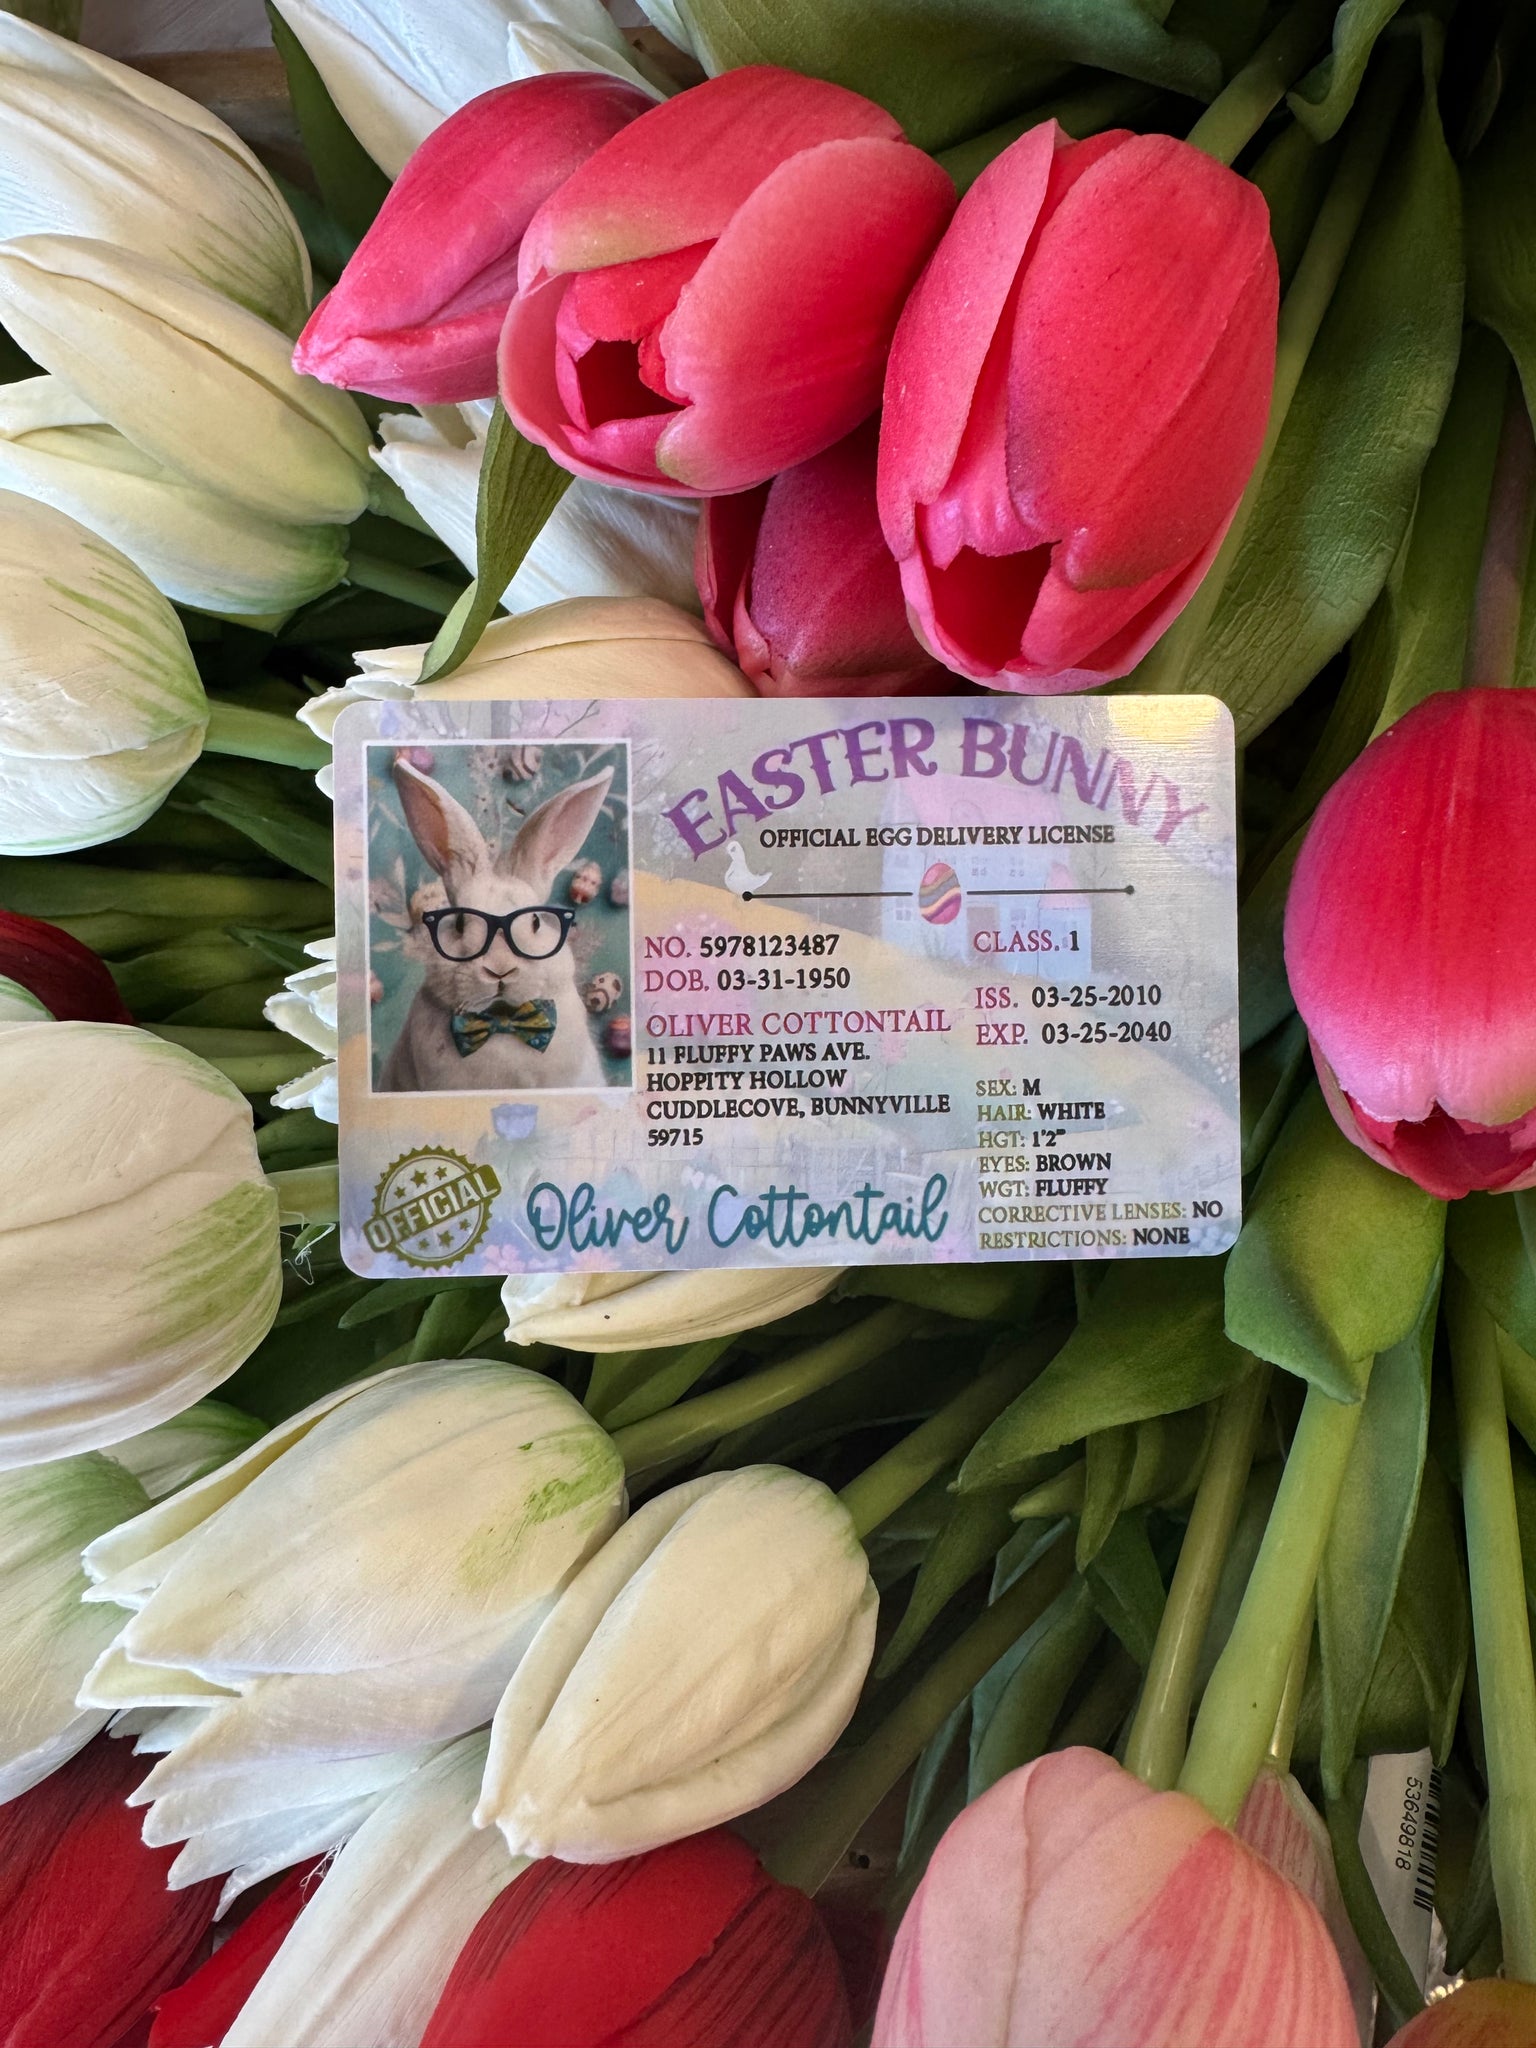 EASTER BUNNY
OFFICIAL EGG DELIVERY LICENSE
NO. 5978123487
DOB. 03-31-1950
OLIVER COTTONTAIL
11 FLUFFY PAWS AVE.
HOPPITY HOLLOW
CUDDLECOVE, BUNNYVILLE
59715
CLASS. 1
ISS. 03-25-2010
EXP. 03-25-2040
SEX: M
HAIR: WHITE
HGT: 1'2"
EYES: BROWN
WGT: FLUFFY
CORRECTIVE LENSES: NO
RESTRICTIONS: NONE
OFFICIAL
Oliver Cottontail
53649818